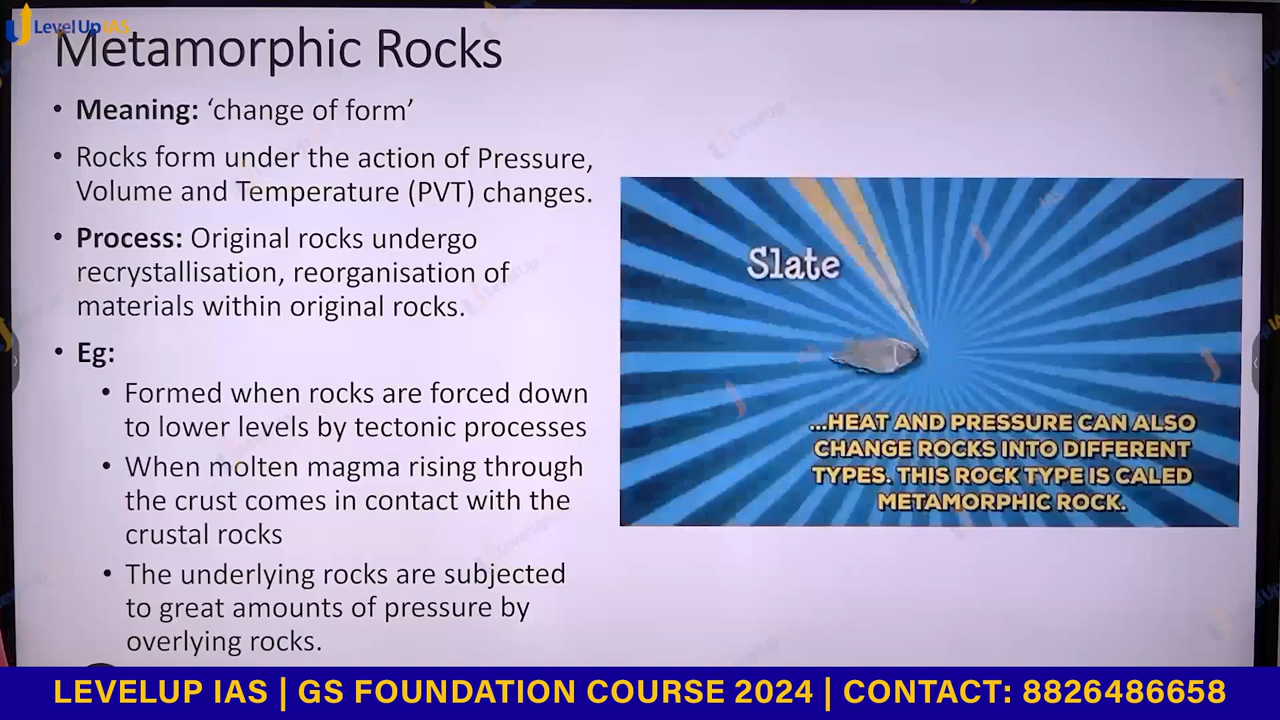 LevelUp IAS
Metamorphic Rocks
• Meaning: ‘change of form’
• Rocks form under the action of Pressure,
Volume and Temperature (PVT) changes.
• Process: Original rocks undergo
recrystallisation, reorganisation of
materials within original rocks.
• Eg:
• Formed when rocks are forced down
to lower levels by tectonic processes
• When molten magma rising through
the crust comes in contact with the
crustal rocks
• The underlying rocks are subjected
to great amounts of pressure by
overlying rocks.
Slate
...HEAT AND PRESSURE CAN ALSO
CHANGE ROCKS INTO DIFFERENT
TYPES. THIS ROCK TYPE IS CALED
METAMORPHIC ROCK.
LEVELUP IAS | GS FOUNDATION COURSE 2024 | CONTACT: 8826486658